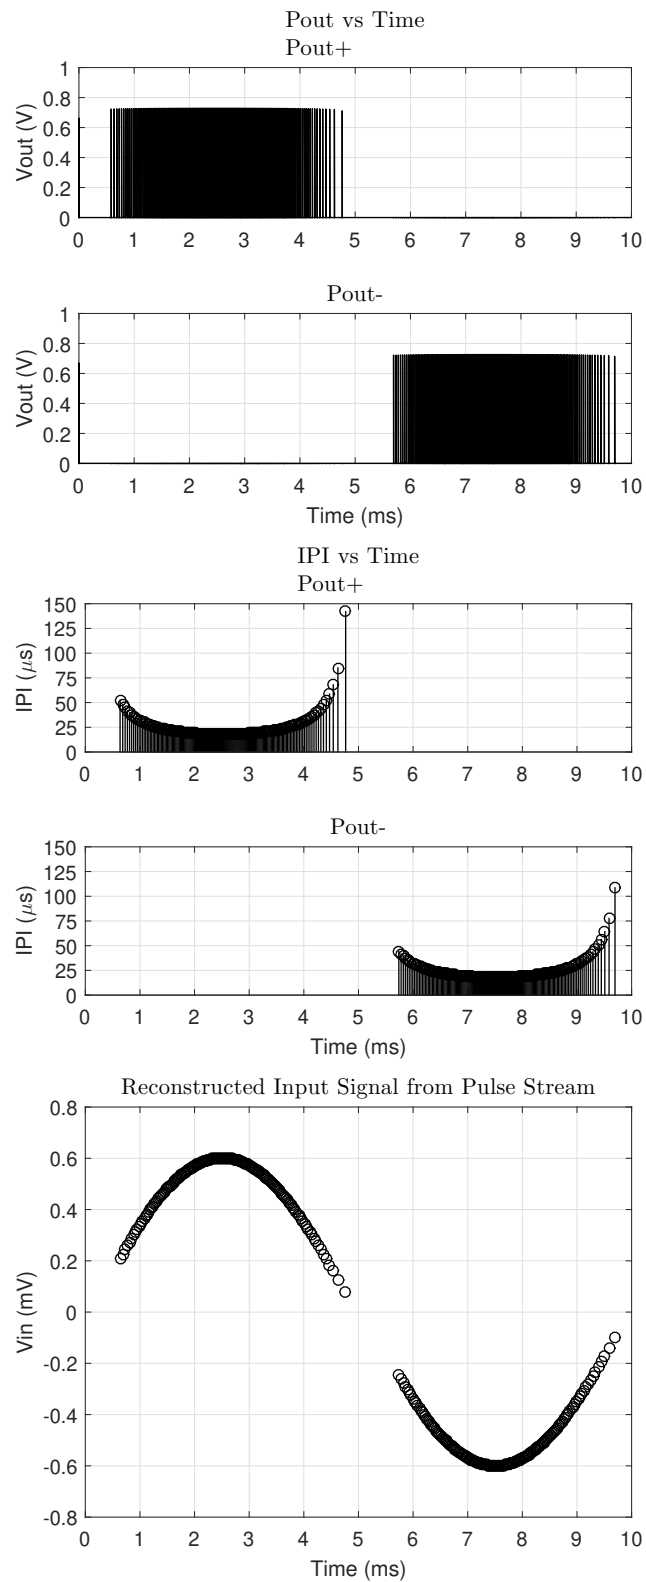 Pout vs Time
Pout+
1
0.8
0.6
0.4
0.2
0
Vout (V)
0 1 2 3 4 5 6 7 8 9 10
Pout-
1
0.8
0.6
0.4
0.2
0
Vout (V)
0 1 2 3 4 5 6 7 8 9 10
Time (ms)
IPI vs Time
Pout+
150
125
100
75
50
25
0
IPI (μs)
0 1 2 3 4 5 6 7 8 9 10
Pout-
150
125
100
75
50
25
0
IPI (μs)
0 1 2 3 4 5 6 7 8 9 10
Time (ms)
Reconstructed Input Signal from Pulse Stream
0.8
0.6
0.4
0.2
0
-0.2
-0.4
-0.6
-0.8
Vin (mV)
0 1 2 3 4 5 6 7 8 9 10
Time (ms)